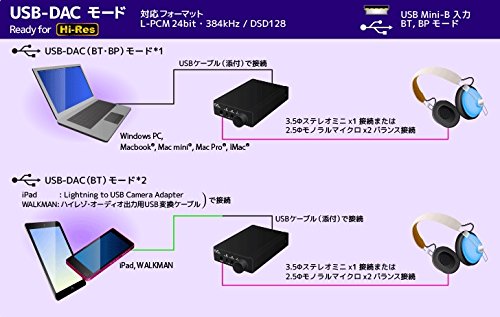 USB-DAC モード
Ready for Hi-Res
対応フォーマット
L-PCM 24bit・384kHz / DSD128
USB Mini-B 入力
BT, BP モード
USB-DAC（BT・BP）モード*1
USBケーブル（添付）で接続
Windows PC,
Macbook®, Mac mini®, Mac Pro®, iMac®
3.5Φステレオミニ x1 接続または
2.5Φモノラルマイクロ x2 バランス接続
USB-DAC（BT）モード*2
iPad : Lightning to USB Camera Adapter
WALKMAN: ハイレゾ・オーディオ出力用USB変換ケーブル
）で接続
USBケーブル（添付）で接続
iPad, WALKMAN
3.5Φステレオミニ x1 接続または
2.5Φモノラルマイクロ x2 バランス接続